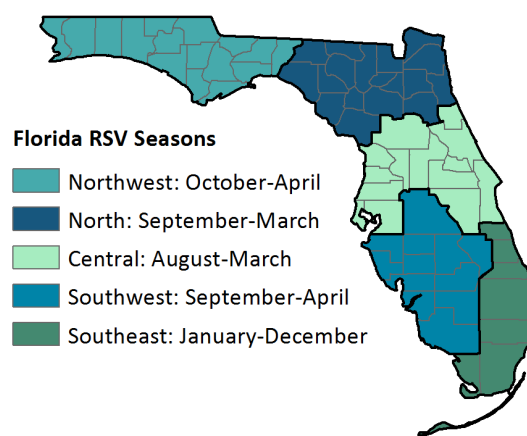 Florida RSV Seasons
Northwest: October-April
North: September-March
Central: August-March
Southwest: September-April
Southeast: January-December